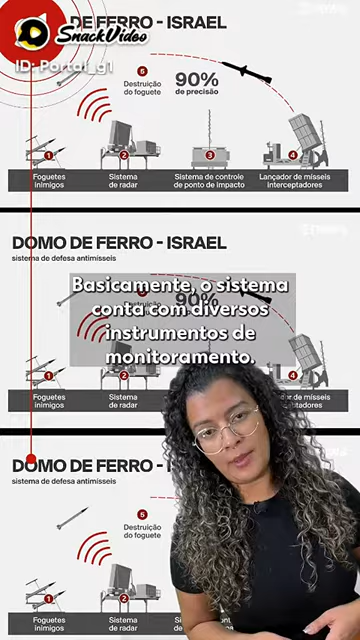 DE FERRO - ISRAEL
SnackVideo
ID: Portal_g1
5
Destruição
do foguete
90%
de precisão
1
2
3
4
Foguetes
inimigos
Sistema
de radar
Sistema de controle
de ponto de impacto
Lançador de mísseis
interceptadores
DOMO DE FERRO - ISRAEL
sistema de defesa antimísseis
90%
Basicamente, o sistema
conta com diversos
instrumentos de
monitoramento.
1
2
4
Foguetes
inimigos
Sistema
de radar
de mísseis
DOMO DE FERRO - I
sistema de defesa antimísseis
5
Destruição
do foguete
1
2
Foguetes
inimigos
Sistema
de radar